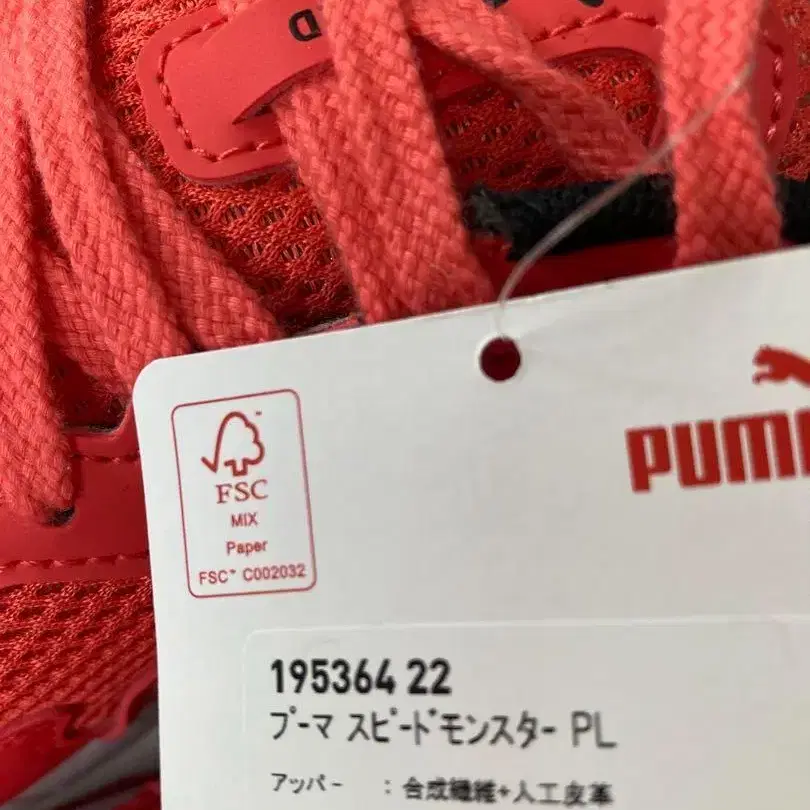 FSC
MIX
Paper
FSC™ C002032
PUM
195364 22
プーマ スピードモンスター PL
アッパー : 合成繊維+人工皮革